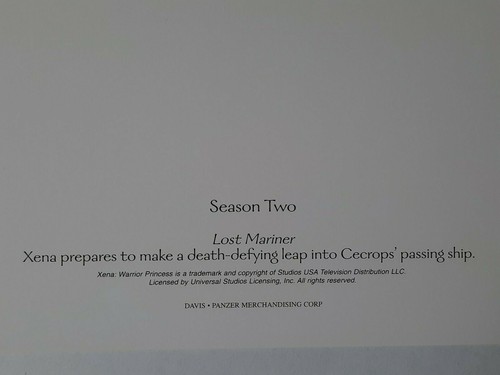 Season Two
Lost Mariner
Xena prepares to make a death-defying leap into Cecrops' passing ship.
Xena: Warrior Princess is a trademark and copyright of Studios USA Television Distribution LLC.
Licensed by Universal Studios Licensing, Inc. All rights reserved.
DAVIS • PANZER MERCHANDISING CORP